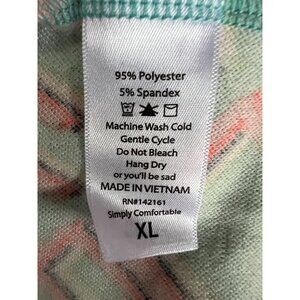 95% Polyester
5% Spandex
Machine Wash Cold
Gentle Cycle
Do Not Bleach
Hang Dry
or you'll be sad
MADE IN VIETNAM
RN#142161
Simply Comfortable
XL